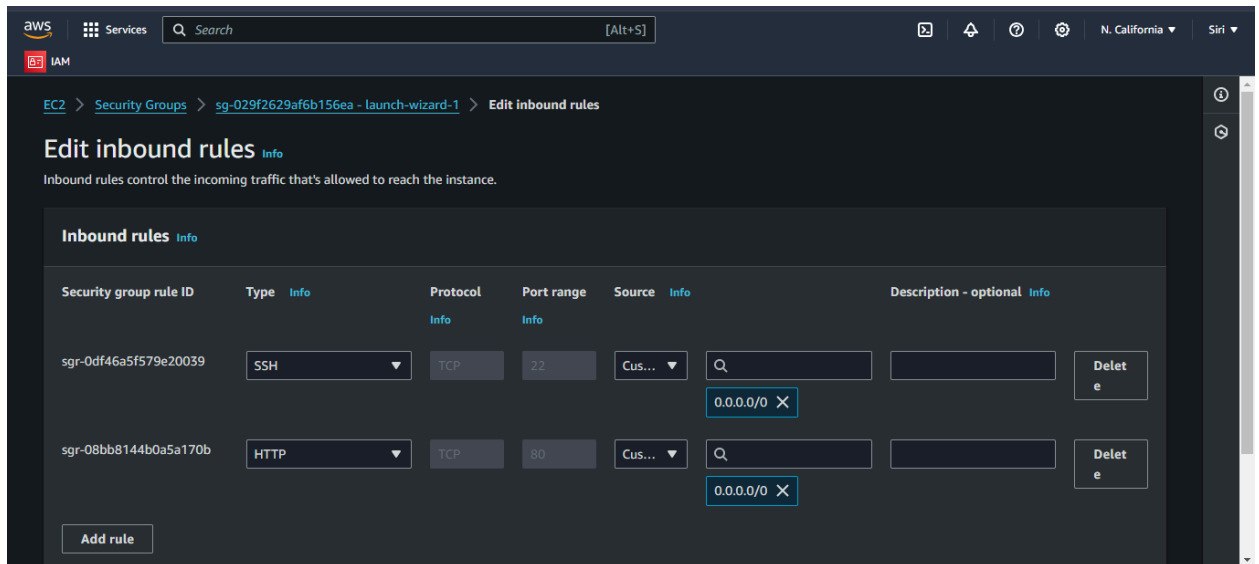 aws Services Search [Alt+S] N. California Siri
IAM
EC2 > Security Groups > sg-029f2629af6b156ea - launch-wizard-1 > Edit inbound rules
Edit inbound rules Info
Inbound rules control the incoming traffic that's allowed to reach the instance.
Inbound rules Info
Security group rule ID Type Info Protocol Port range Source Info Description - optional Info
Info Info
sgr-0df46a5f579e20039 SSH TCP 22 Cus... Delet
e
0.0.0.0/0
sgr-08bb8144b0a5a170b HTTP TCP 80 Cus... Delet
e
0.0.0.0/0
Add rule